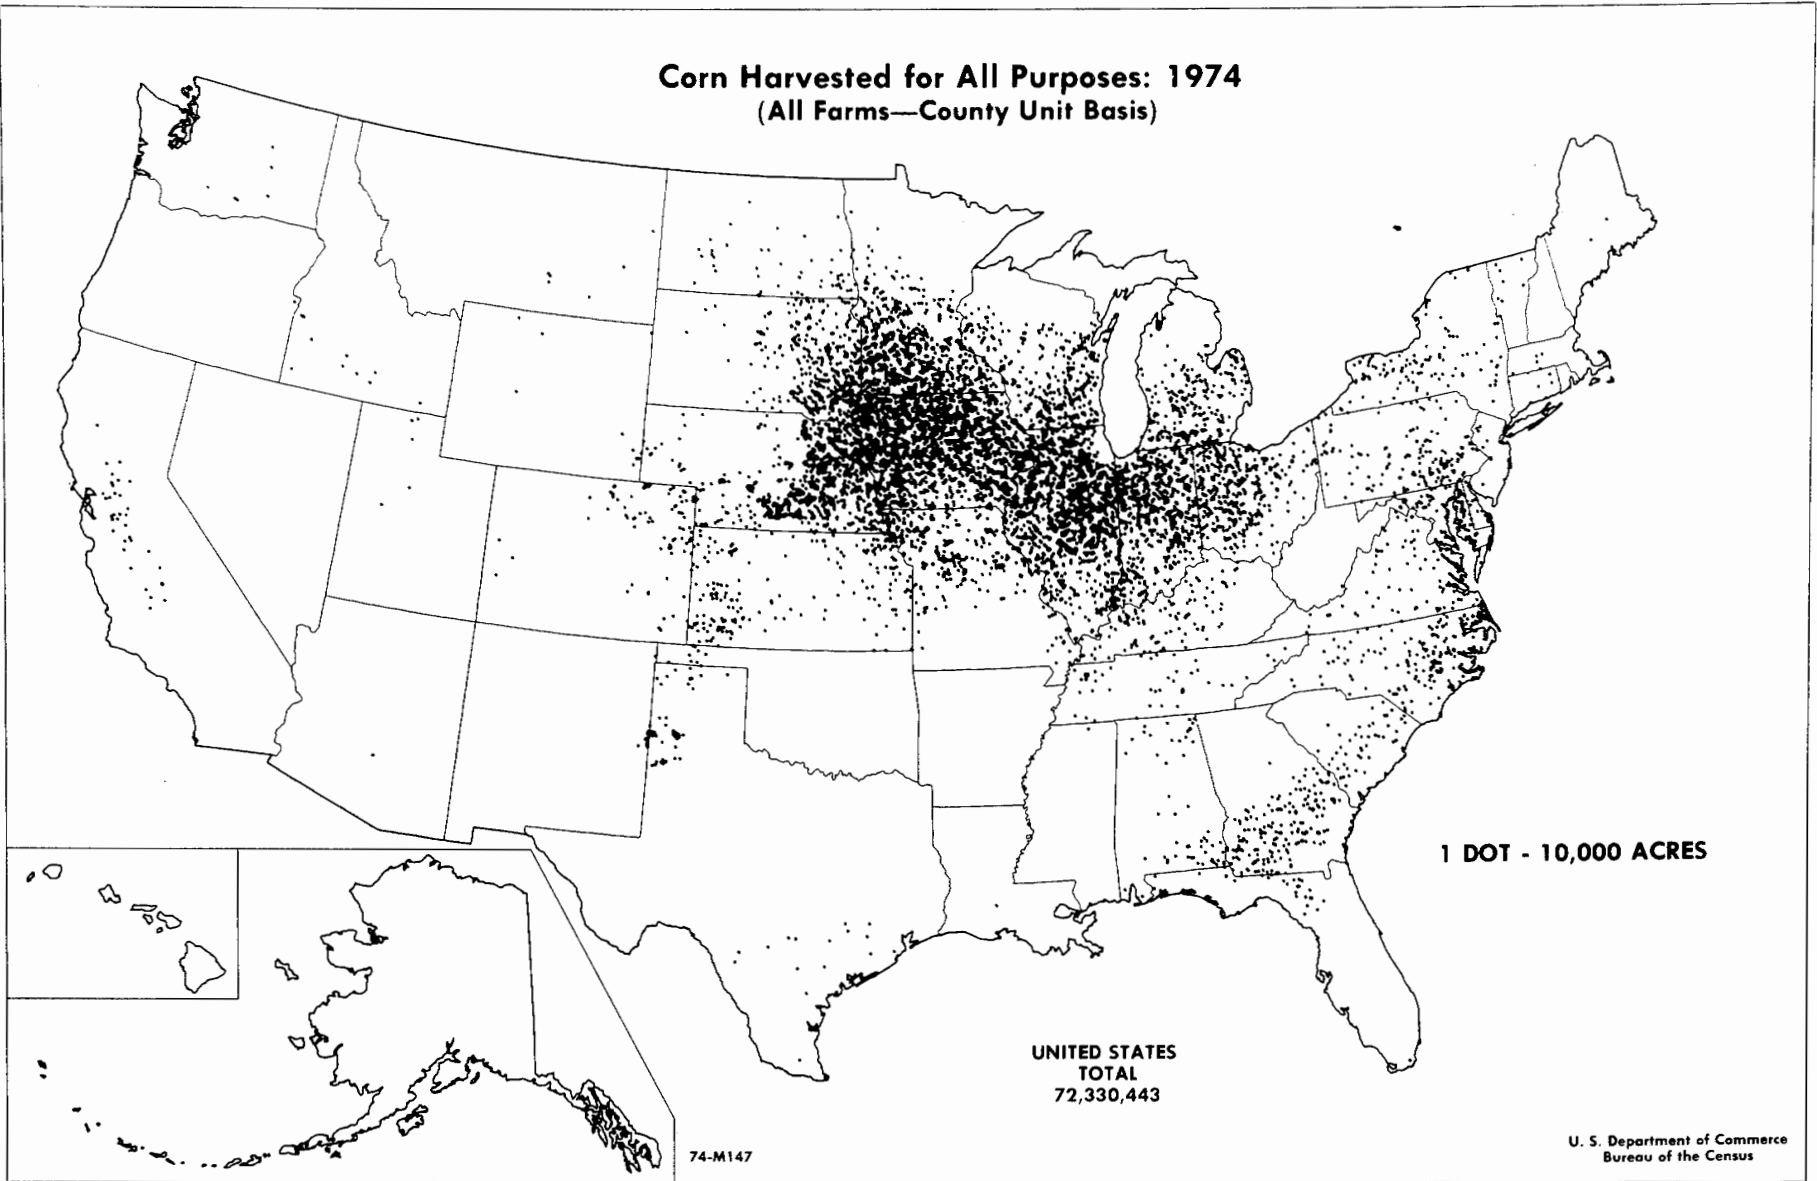 Corn Harvested for All Purposes: 1974
(All Farms—County Unit Basis)
1 DOT - 10,000 ACRES
UNITED STATES
TOTAL
72,330,443
74-M147
U. S. Department of Commerce
Bureau of the Census